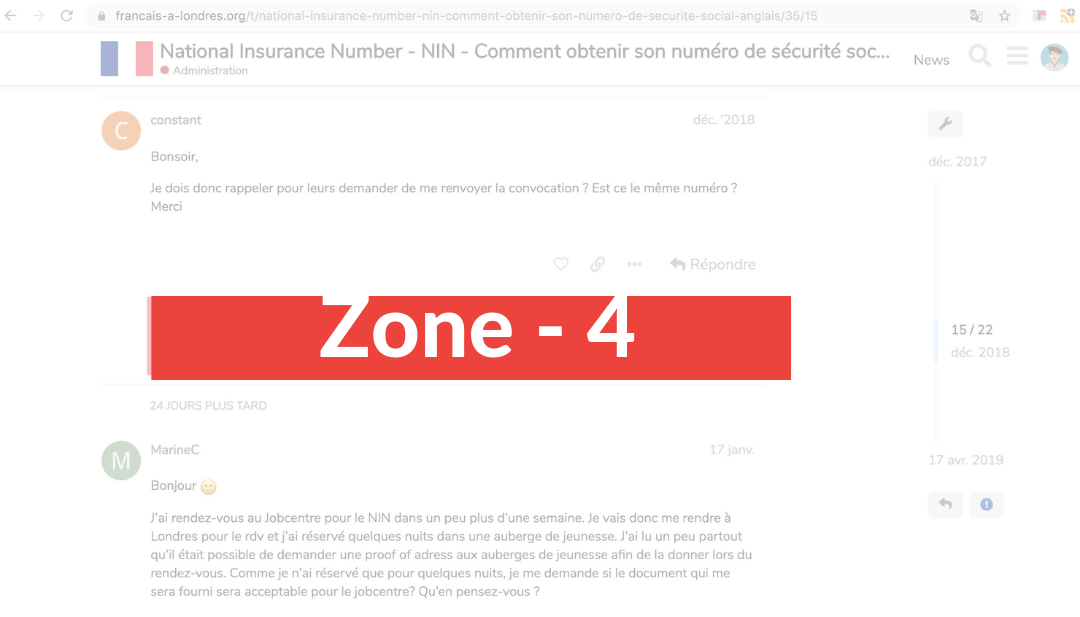 francais-a-londres.org/t/national-insurance-number-nin-comment-obtenir-son-numero-de-securite-social-anglais/35/15
National Insurance Number - NIN - Comment obtenir son numéro de sécurité soc...
Administration
News
C
constant
déc. '2018
Bonsoir,
Je dois donc rappeler pour leurs demander de me renvoyer la convocation ? Est ce le même numéro ?
Merci
Répondre
déc. 2017
Zone - 4
15 / 22
déc. 2018
24 JOURS PLUS TARD
M
MarineC
17 janv.
17 avr. 2019
Bonjour
J'ai rendez-vous au Jobcentre pour le NIN dans un peu plus d'une semaine. Je vais donc me rendre à
Londres pour le rdv et j'ai réservé quelques nuits dans une auberge de jeunesse. J'ai lu un peu partout
qu'il était possible de demander une proof of adress aux auberges de jeunesse afin de la donner lors du
rendez-vous. Comme je n'ai réservé que pour quelques nuits, je me demande si le document qui me
sera fourni sera acceptable pour le jobcentre? Qu'en pensez-vous ?